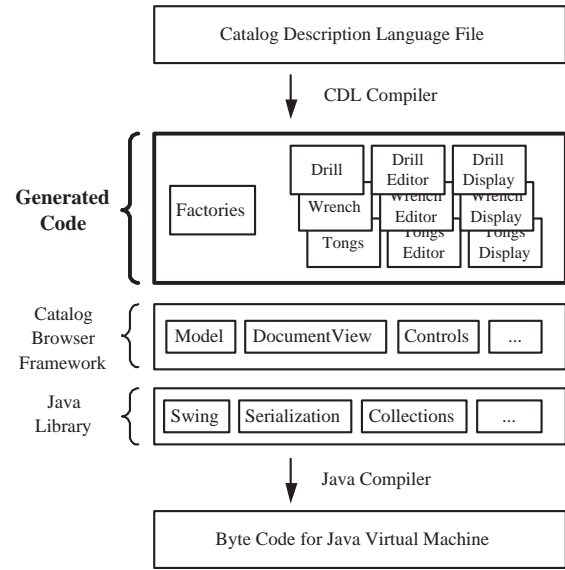 Catalog Description Language File
CDL Compiler
Generated
Code
Factories
Drill
Drill
Editor
Drill
Display
Wrench
Wrench
Editor
Wrench
Display
Tongs
Tongs
Editor
Tongs
Display
Catalog
Browser
Framework
Model
DocumentView
Controls
...
Java
Library
Swing
Serialization
Collections
...
Java Compiler
Byte Code for Java Virtual Machine